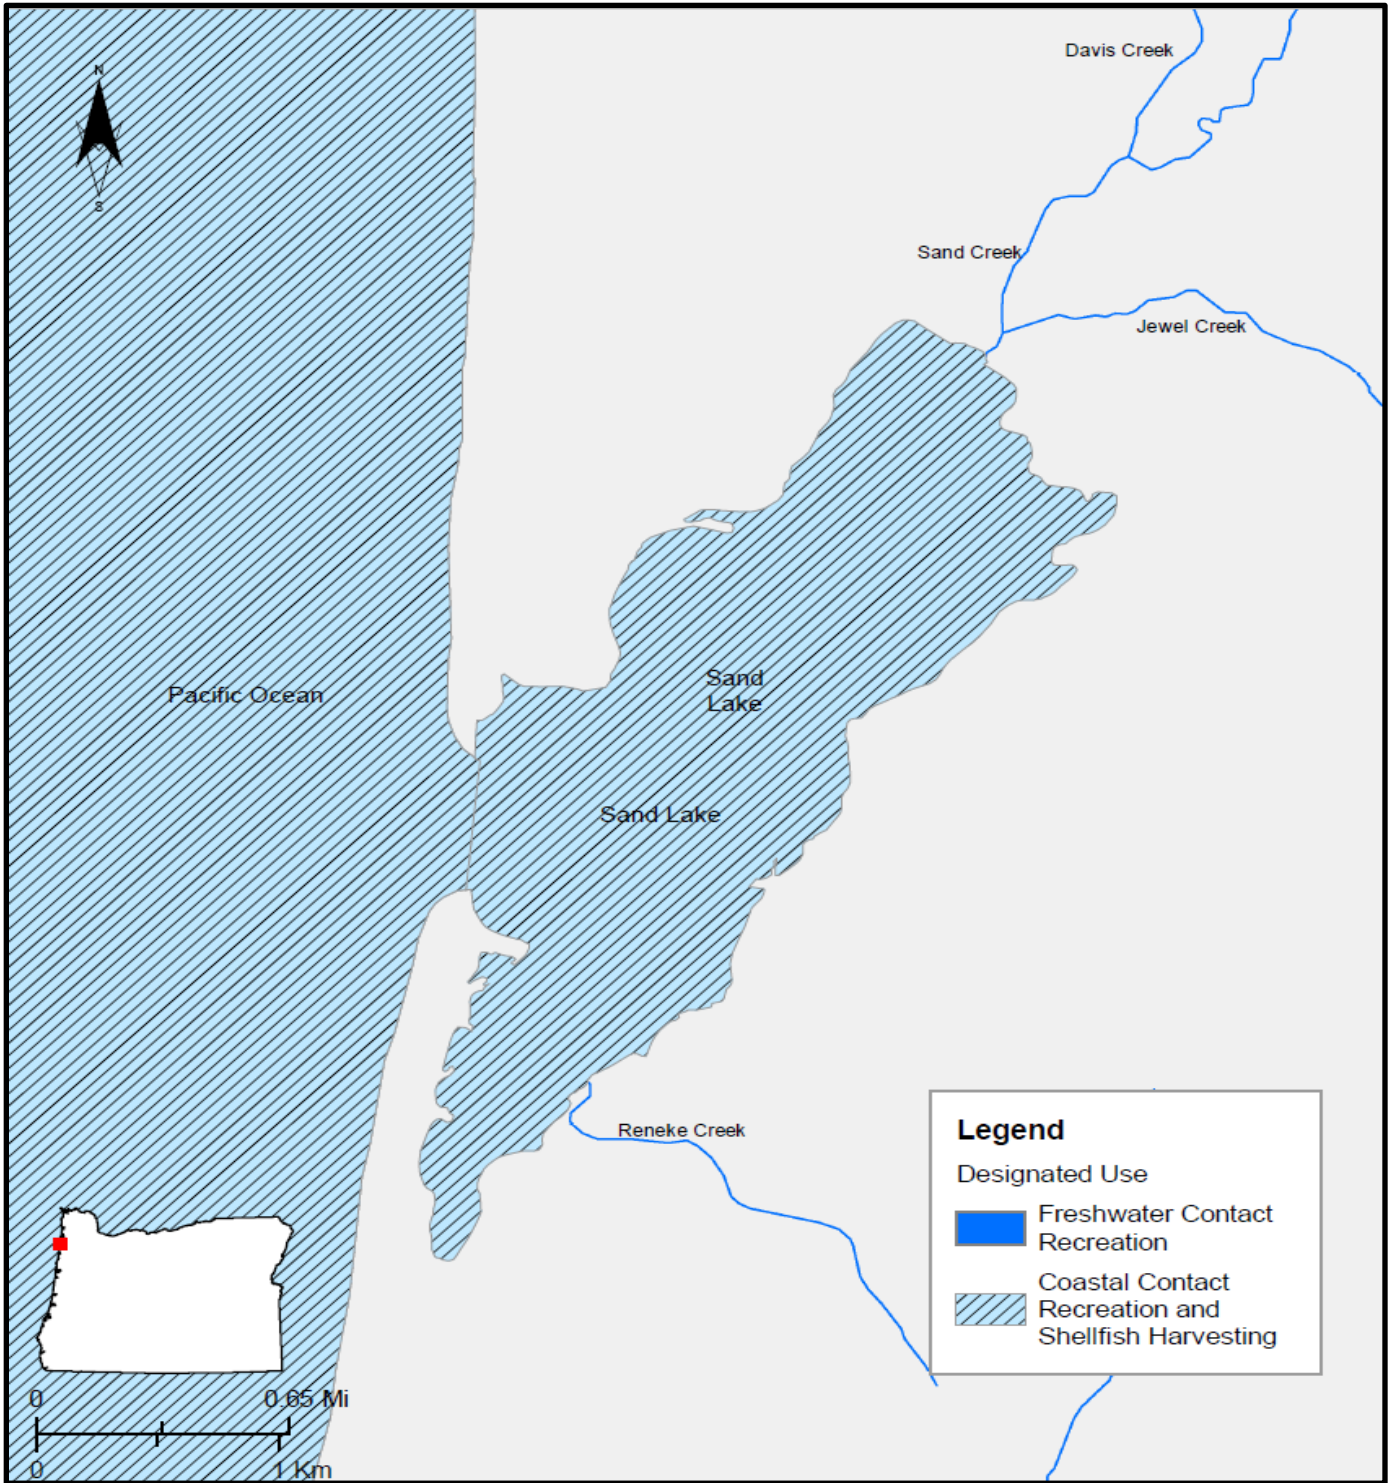 Davis Creek
N
S
Sand Creek
Jewel Creek
Sand
Lake
Pacific Ocean
Sand Lake
Reneke Creek
Legend
Designated Use
Freshwater Contact
Recreation
Coastal Contact
Recreation and
Shellfish Harvesting
0 0.65 Mi
0 1 Km